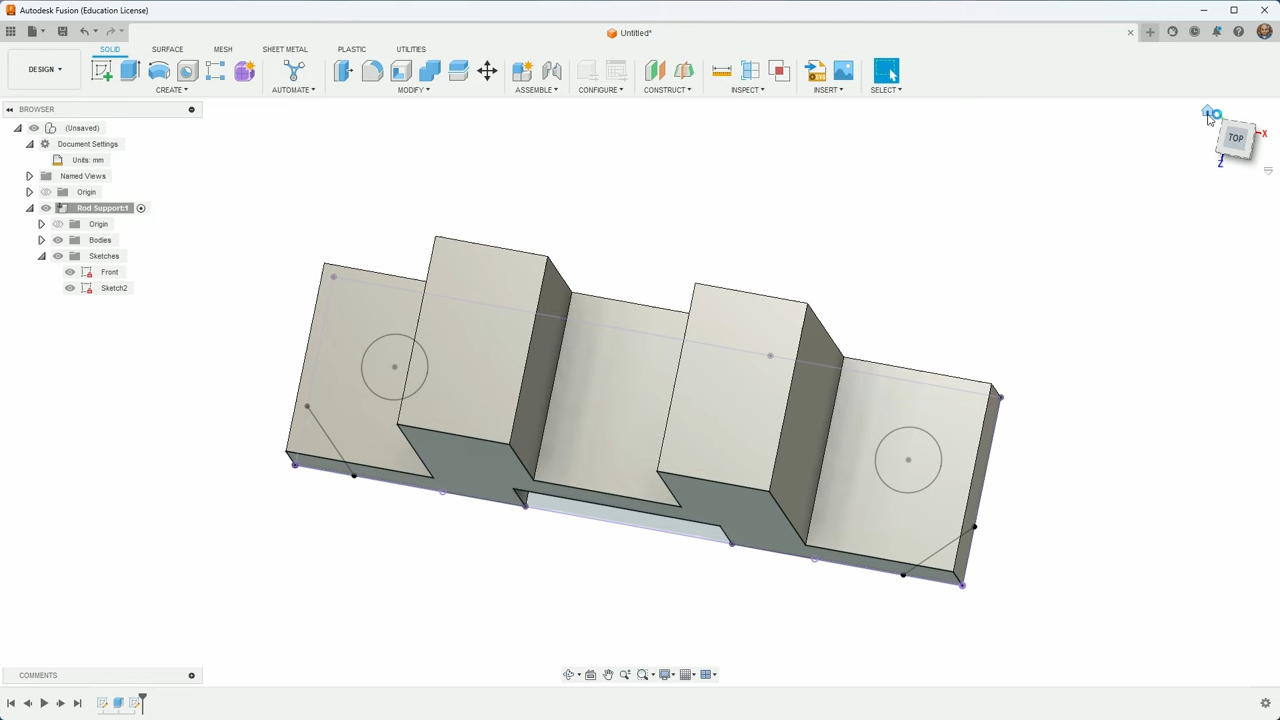 Autodesk Fusion (Education License)
Untitled*
DESIGN
SOLID SURFACE MESH SHEET METAL PLASTIC UTILITIES
CREATE AUTOMATE MODIFY ASSEMBLE CONFIGURE CONSTRUCT INSPECT INSERT SELECT
BROWSER
(Unsaved)
Document Settings
Units: mm
Named Views
Origin
Rod Support:1
Origin
Bodies
Sketches
Front
Sketch2
TOP
X
Z
COMMENTS